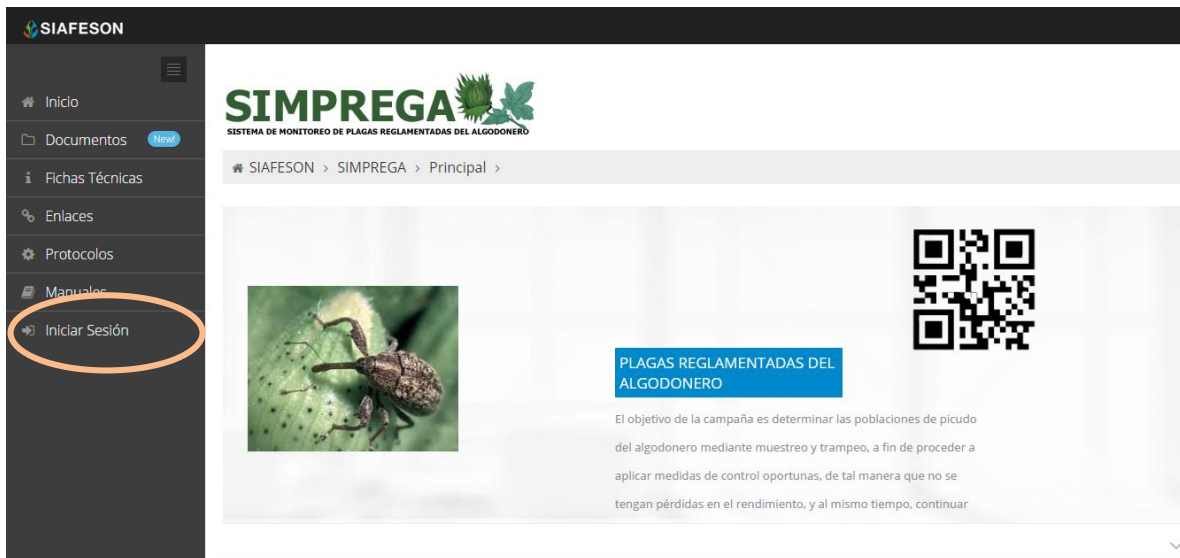 SIAFESON
Inicio
Documentos New!
Fichas Técnicas
Enlaces
Protocolos
Manuales
Iniciar Sesión
SIMPREGA
SISTEMA DE MONITOREO DE PLAGAS REGLAMENTADAS DEL ALGODONERO
SIAFESON > SIMPREGA > Principal >
PLAGAS REGLAMENTADAS DEL
ALGODONERO
El objetivo de la campaña es determinar las poblaciones de picudo
del algodonero mediante muestreo y trampeo, a fin de proceder a
aplicar medidas de control oportunas, de tal manera que no se
tengan pérdidas en el rendimiento, y al mismo tiempo, continuar